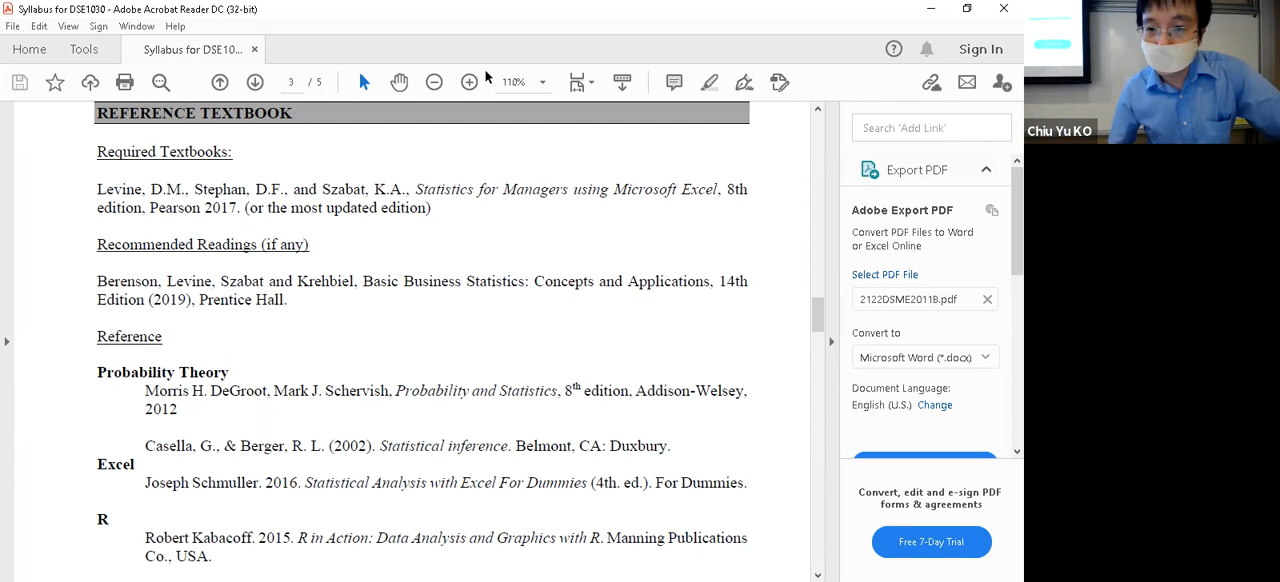 Syllabus for DSE1030 - Adobe Acrobat Reader DC (32-bit)
File Edit View Sign Window Help
Home Tools Syllabus for DSE10... × Sign In
3 / 5 110%
REFERENCE TEXTBOOK
Required Textbooks:
Levine, D.M., Stephan, D.F., and Szabat, K.A., Statistics for Managers using Microsoft Excel, 8th
edition, Pearson 2017. (or the most updated edition)
Recommended Readings (if any)
Berenson, Levine, Szabat and Krehbiel, Basic Business Statistics: Concepts and Applications, 14th
Edition (2019), Prentice Hall.
Reference
Probability Theory
Morris H. DeGroot, Mark J. Schervish, Probability and Statistics, 8th edition, Addison-Welsey,
2012
Casella, G., & Berger, R. L. (2002). Statistical inference. Belmont, CA: Duxbury.
Excel
Joseph Schmuller. 2016. Statistical Analysis with Excel For Dummies (4th. ed.). For Dummies.
R
Robert Kabacoff. 2015. R in Action: Data Analysis and Graphics with R. Manning Publications
Co., USA.
Search 'Add Link'
Export PDF
Adobe Export PDF
Convert PDF Files to Word
or Excel Online
Select PDF File
2122DSME2011B.pdf
Convert to
Microsoft Word (*.docx)
Document Language:
English (U.S.) Change
Convert, edit and e-sign PDF
forms & agreements
Free 7-Day Trial
Chiu Yu KO